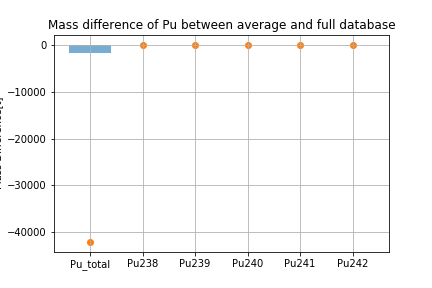 Mass difference of Pu between average and full database
0
−10000
−20000
−30000
−40000
Pu_total Pu238 Pu239 Pu240 Pu241 Pu242